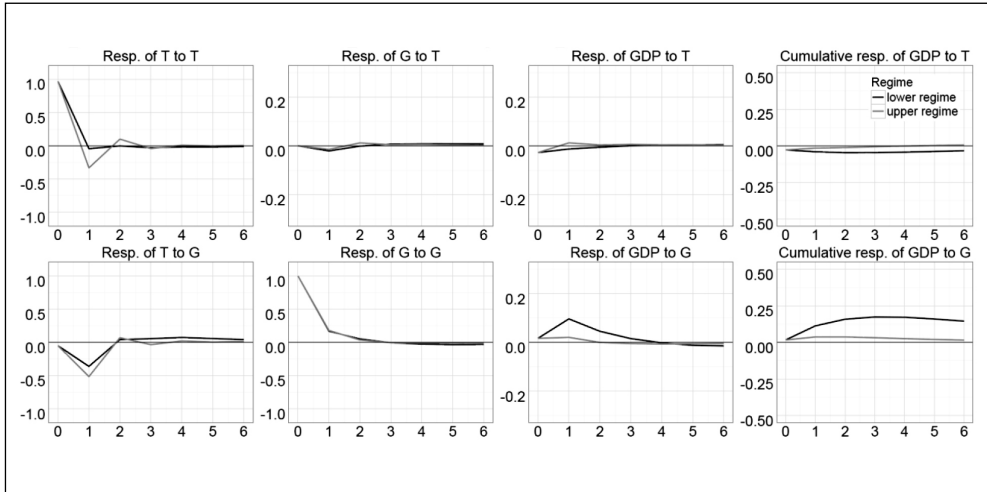 Resp. of T to T
1.0
0.5
0.0
-0.5
-1.0
0 1 2 3 4 5 6
Resp. of G to T
0.2
0.0
-0.2
0 1 2 3 4 5 6
Resp. of GDP to T
0.2
0.0
-0.2
0 1 2 3 4 5 6
Cumulative resp. of GDP to T
0.50
0.25
0.00
-0.25
-0.50
Regime
lower regime
upper regime
0 1 2 3 4 5 6
Resp. of T to G
1.0
0.5
0.0
-0.5
-1.0
0 1 2 3 4 5 6
Resp. of G to G
1.0
0.5
0.0
-0.5
-1.0
0 1 2 3 4 5 6
Resp. of GDP to G
0.2
0.0
-0.2
0 1 2 3 4 5 6
Cumulative resp. of GDP to G
0.50
0.25
0.00
-0.25
-0.50
0 1 2 3 4 5 6